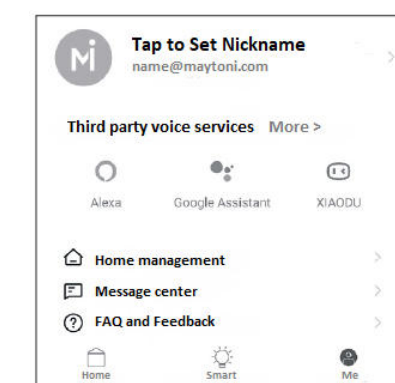 Mi
Tap to Set Nickname
name@maytoni.com
Third party voice services More >
Alexa Google Assistant XIAODU
Home management
Message center
FAQ and Feedback
Home Smart Me